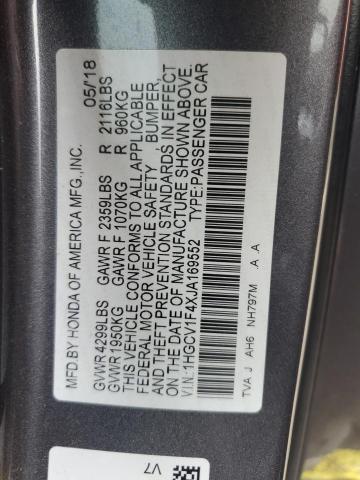 MFD.BY HONDA OF AMERICA MFG.,INC. 05/18
GVWR 4299LBS GAWR F 2359LBS R 2116LBS
GVWR 1950KG GAWR F 1070KG R 960KG
THIS VEHICLE CONFORMS TO ALL APPLICABLE
FEDERAL MOTOR VEHICLE SAFETY BUMPER,
AND THEFT PREVENTION STANDARDS, IN EFFECT
ON THE DATE OF MANUFACTURE SHOWN ABOVE.
V.I.N.:1HGCV1F4XJA169552 TYPE:PASSENGER CAR
TVA J AH6 NH797M .A .A
V7